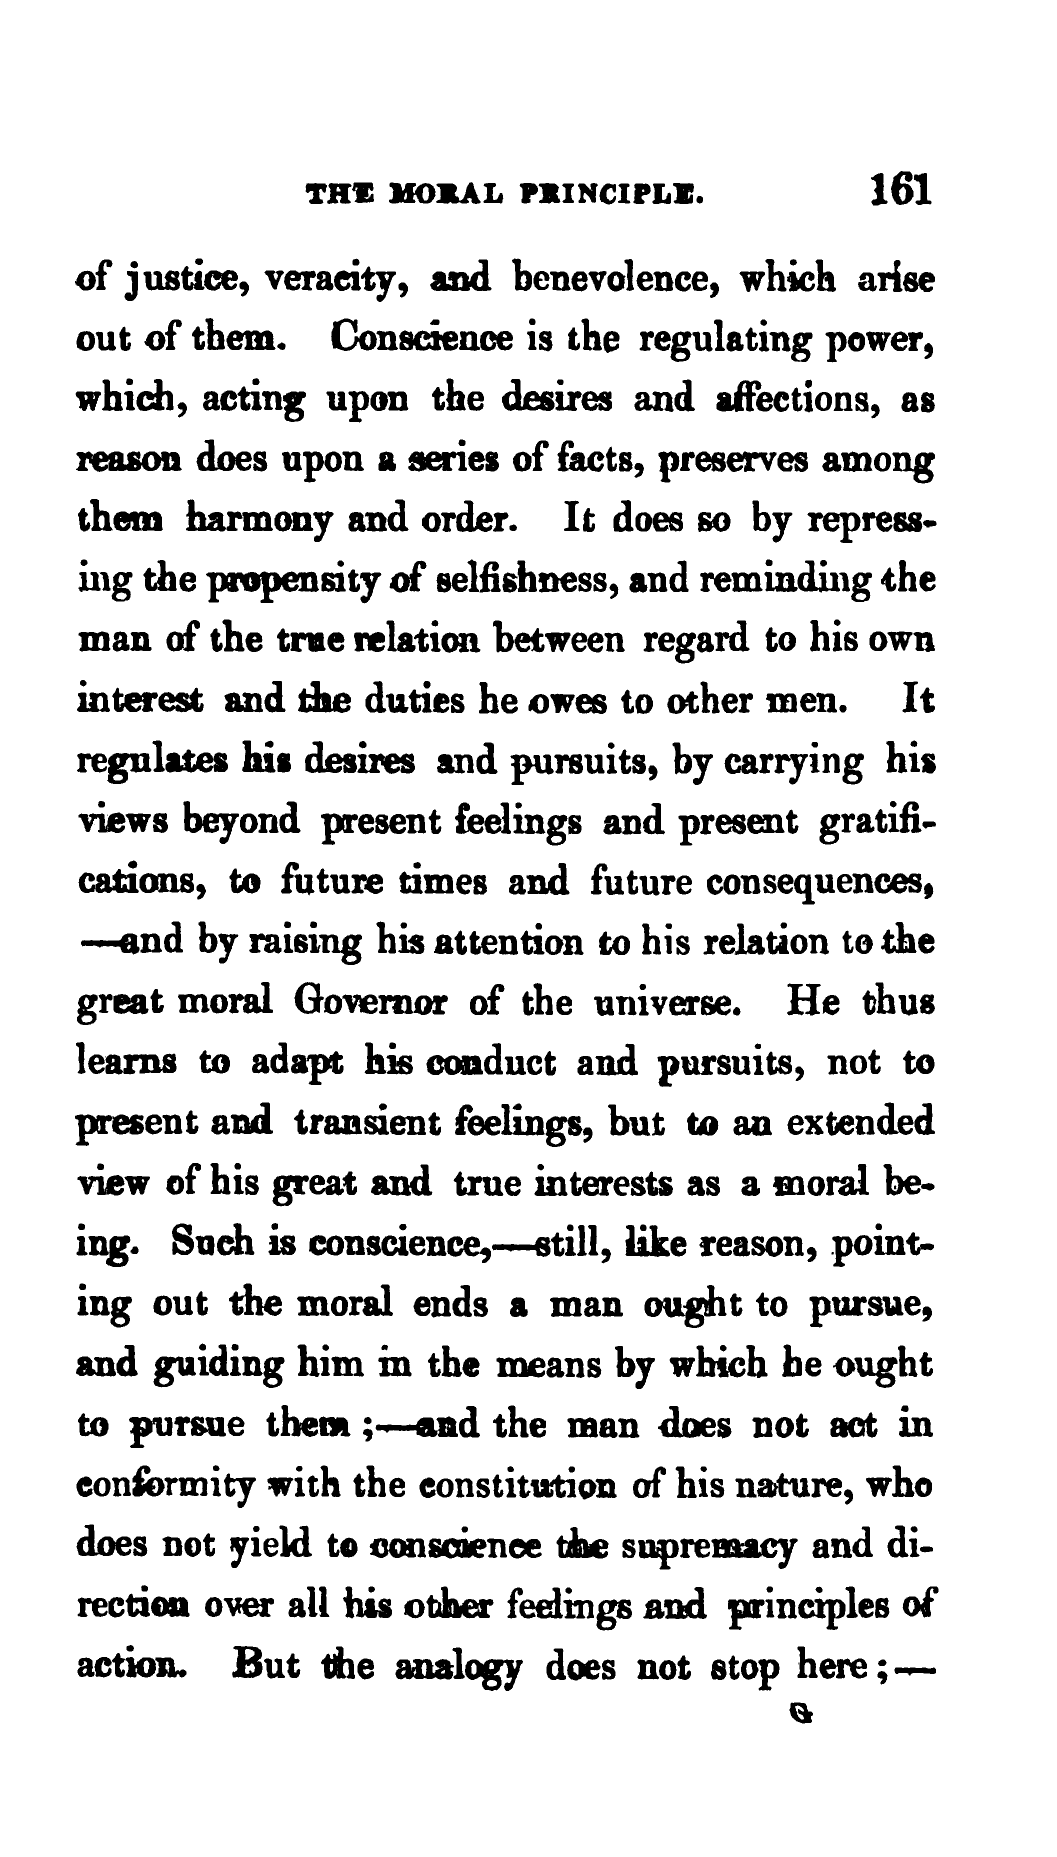 THE MORAL PRINCIPLE. 161
of justice, veracity, and benevolence, which arise
out of them. Conscience is the regulating power,
which, acting upon the desires and affections, as
reason does upon a series of facts, preserves among
them harmony and order. It does so by repress-
ing the propensity of selfishness, and reminding the
man of the true relation between regard to his own
interest and the duties he owes to other men. It
regulates his desires and pursuits, by carrying his
views beyond present feelings and present gratifi-
cations, to future times and future consequences,
—and by raising his attention to his relation to the
great moral Governor of the universe. He thus
learns to adapt his conduct and pursuits, not to
present and transient feelings, but to an extended
view of his great and true interests as a moral be-
ing. Such is conscience,—still, like reason, point-
ing out the moral ends a man ought to pursue,
and guiding him in the means by which he ought
to pursue them ;—and the man does not act in
conformity with the constitution of his nature, who
does not yield to conscience the supremacy and di-
rection over all his other feelings and principles of
action. But the analogy does not stop here ;—
G